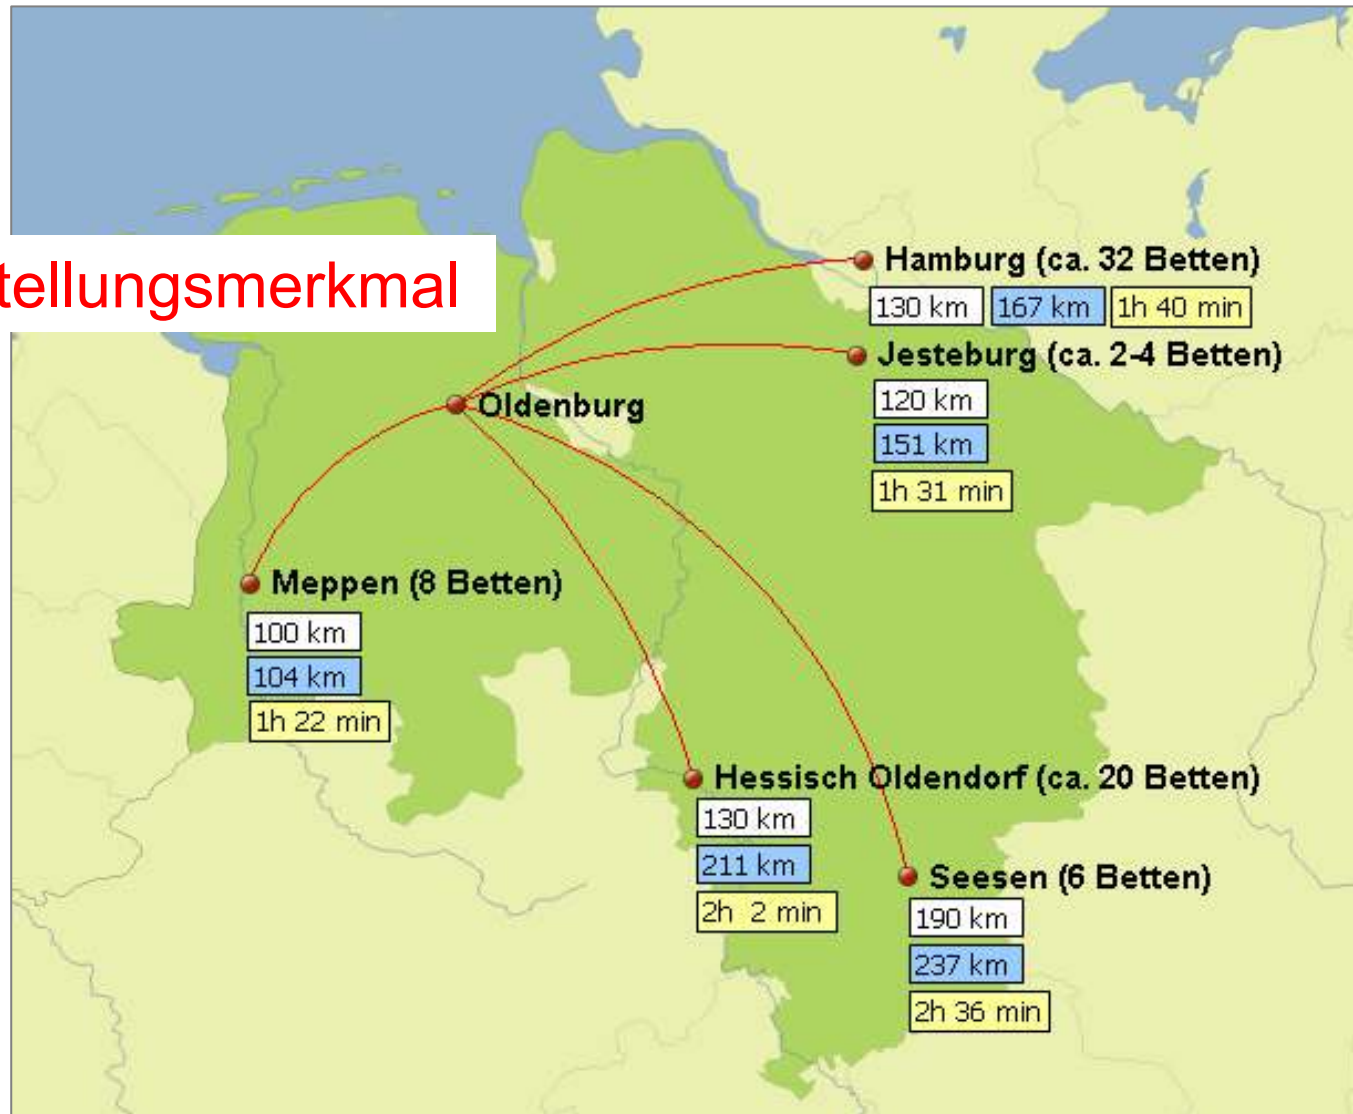 tellungsmerkmal
Hamburg (ca. 32 Betten)
130 km 167 km 1h 40 min
Jesteburg (ca. 2-4 Betten)
120 km
151 km
1h 31 min
Oldenburg
Meppen (8 Betten)
100 km
104 km
1h 22 min
Hessisch Oldendorf (ca. 20 Betten)
130 km
211 km
2h 2 min
Seesen (6 Betten)
190 km
237 km
2h 36 min